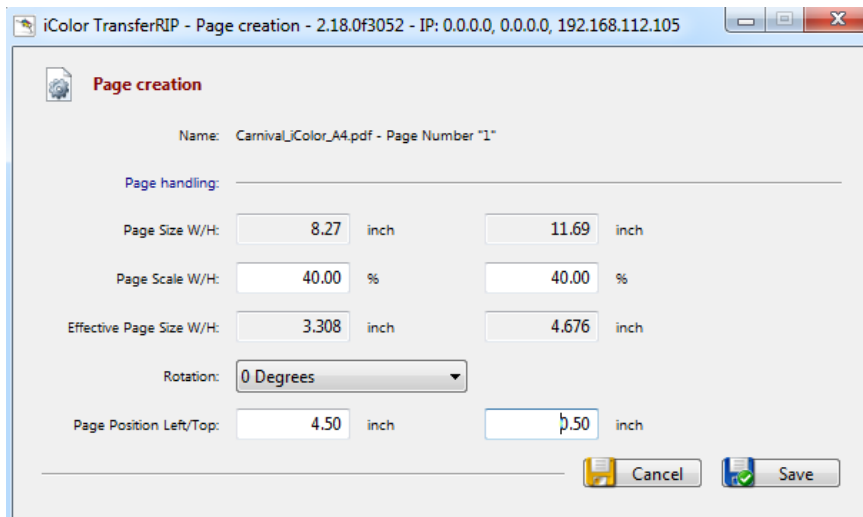 iColor TransferRIP - Page creation - 2.18.0f3052 - IP: 0.0.0.0, 0.0.0.0, 192.168.112.105
Page creation
Name: Carnival_iColor_A4.pdf - Page Number "1"
Page handling:
Page Size W/H: 8.27 inch 11.69 inch
Page Scale W/H: 40.00 % 40.00 %
Effective Page Size W/H: 3.308 inch 4.676 inch
Rotation: 0 Degrees
Page Position Left/Top: 4.50 inch 0.50 inch
Cancel Save